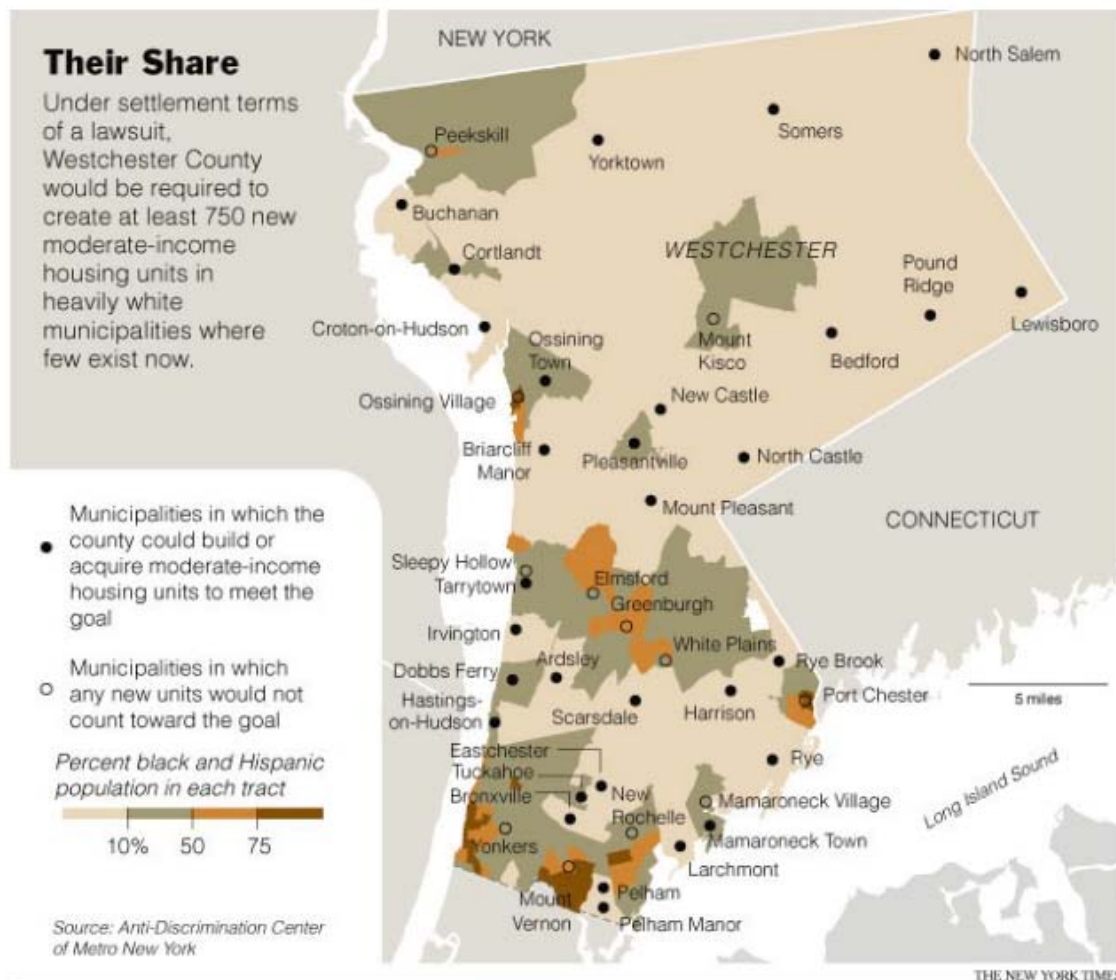 Their Share
Under settlement terms
of a lawsuit,
Westchester County
would be required to
create at least 750 new
moderate-income
housing units in
heavily white
municipalities where
few exist now.
NEW YORK
North Salem
Somers
Peekskill
Yorktown
Buchanan
WESTCHESTER
Cortlandt
Pound
Ridge
Lewisboro
Croton-on-Hudson
Ossining
Town
Mount
Kisco
Bedford
New Castle
Ossining Village
Briarcliff
Manor
Pleasantville
North Castle
Mount Pleasant
CONNECTICUT
Municipalities in which the
county could build or
acquire moderate-income
housing units to meet the
goal
Municipalities in which
any new units would not
count toward the goal
Percent black and Hispanic
population in each tract
10% 50 75
Sleepy Hollow
Tarrytown
Elmsford
Greenburgh
Irvington
White Plains
Rye Brook
Dobbs Ferry
Ardsley
Port Chester
5 miles
Hastings-
on-Hudson
Scarsdale
Harrison
Eastchester
Tuckahoe
Bronxville
Rye
New
Rochelle
Mamaroneck Village
Long Island Sound
Yonkers
Mamaroneck Town
Larchmont
Mount
Vernon
Pelham
Pelham Manor
Source: Anti-Discrimination Center
of Metro New York
THE NEW YORK TIMES